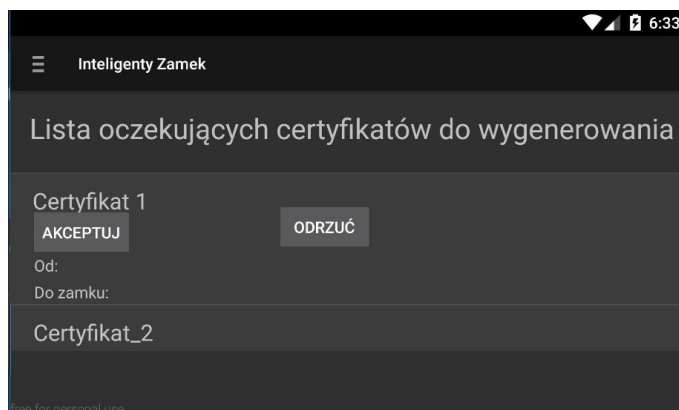 6:33
Inteligenty Zamek
Lista oczekujących certyfikatów do wygenerowania
Certyfikat 1
AKCEPTUJ
ODRZUĆ
Od:
Do zamku:
Certyfikat_2
free for personal use